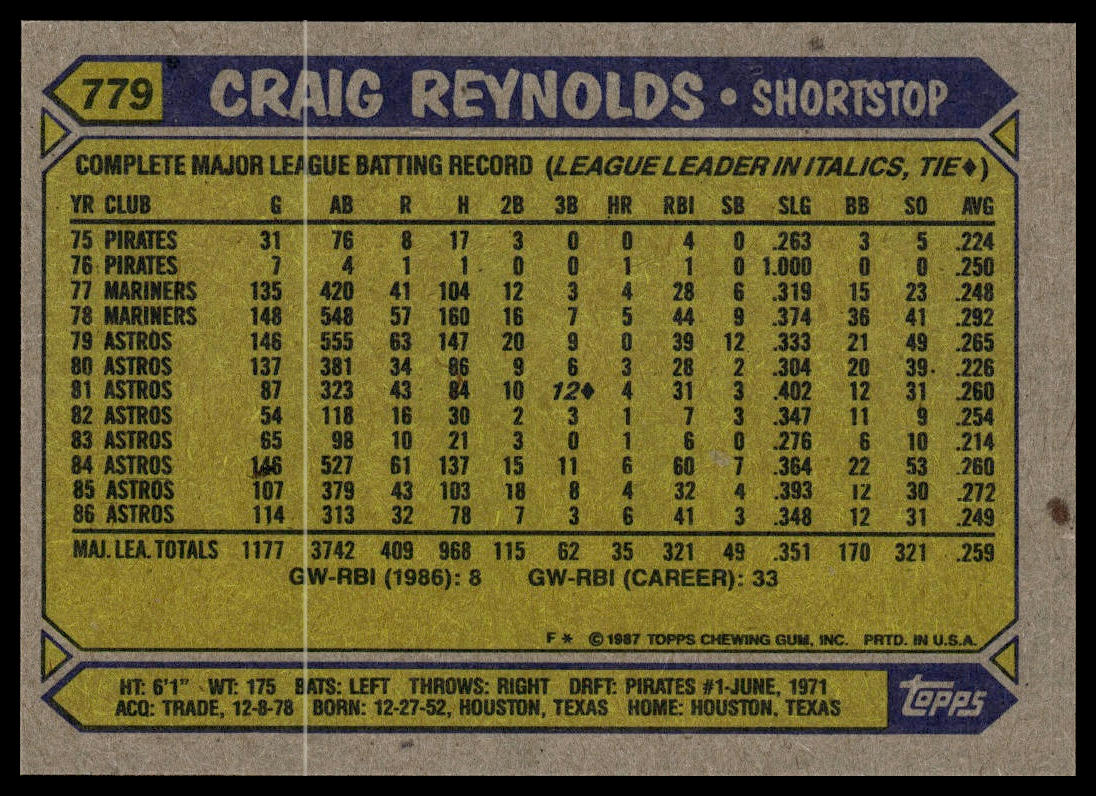 779 CRAIG REYNOLDS • SHORTSTOP
COMPLETE MAJOR LEAGUE BATTING RECORD (LEAGUE LEADER IN ITALICS, TIE♦)
YR CLUB G AB R H 2B 3B HR RBI SB SLG BB SO AVG
75 PIRATES 31 76 8 17 3 0 0 4 0 .263 3 5 .224
76 PIRATES 7 4 1 1 0 0 1 1 0 1.000 0 0 .250
77 MARINERS 135 420 41 104 12 3 4 28 6 .319 15 23 .248
78 MARINERS 148 548 57 160 16 7 5 44 9 .374 36 41 .292
79 ASTROS 146 555 63 147 20 9 0 39 12 .333 21 49 .265
80 ASTROS 137 381 34 86 9 6 3 28 2 .304 20 39 .226
81 ASTROS 87 323 43 84 10 12♦ 4 31 3 .402 12 31 .260
82 ASTROS 54 118 16 30 2 3 1 7 3 .347 11 9 .254
83 ASTROS 65 98 10 21 3 0 1 6 0 .276 6 10 .214
84 ASTROS 146 527 61 137 15 11 6 60 7 .364 22 53 .260
85 ASTROS 107 379 43 103 18 8 4 32 4 .393 12 30 .272
86 ASTROS 114 313 32 78 7 3 6 41 3 .348 12 31 .249
MAJ. LEA. TOTALS 1177 3742 409 968 115 62 35 321 49 .351 170 321 .259
GW-RBI (1986): 8 GW-RBI (CAREER): 33
F * © 1987 TOPPS CHEWING GUM, INC. PRTD. IN U.S.A.
HT: 6'1" WT: 175 BATS: LEFT THROWS: RIGHT DRFT: PIRATES #1-JUNE, 1971
ACQ: TRADE, 12-8-78 BORN: 12-27-52, HOUSTON, TEXAS HOME: HOUSTON, TEXAS
topps